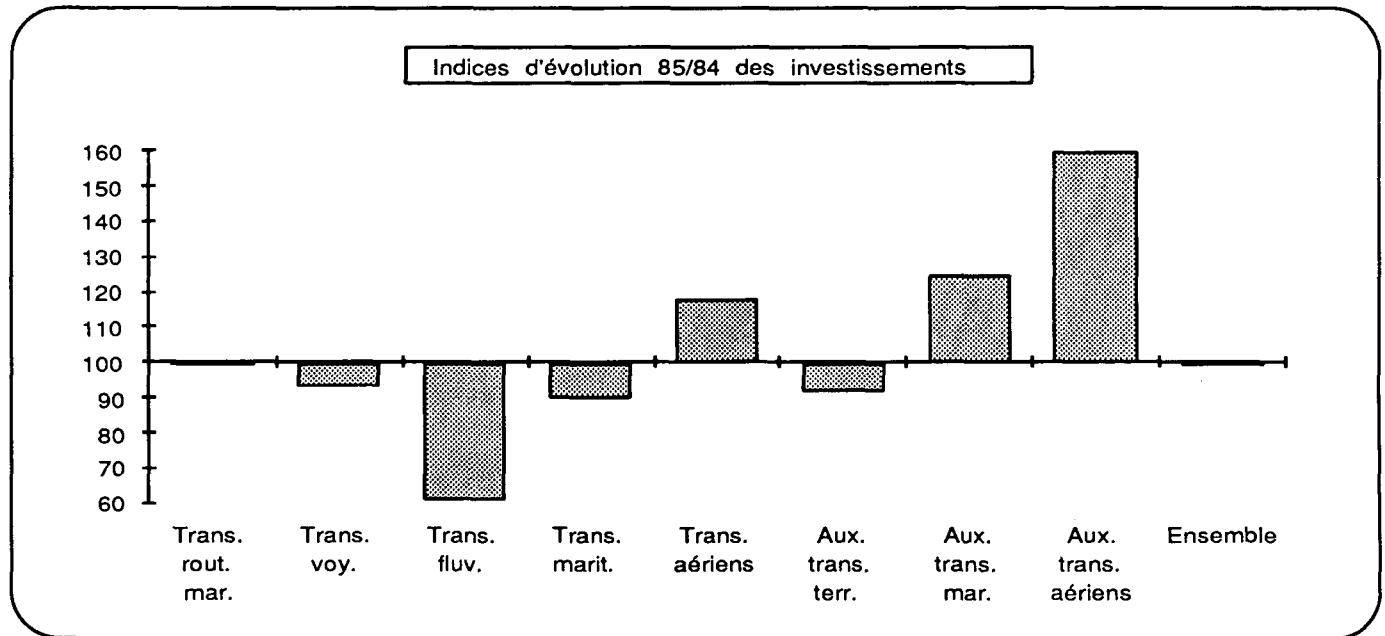 Indices d'évolution 85/84 des investissements
160
150
140
130
120
110
100
90
80
70
60
Trans. rout. mar.
Trans. voy.
Trans. fluv.
Trans. marit.
Trans. aériens
Aux. trans. terr.
Aux. trans. mar.
Aux. trans. aériens
Ensemble